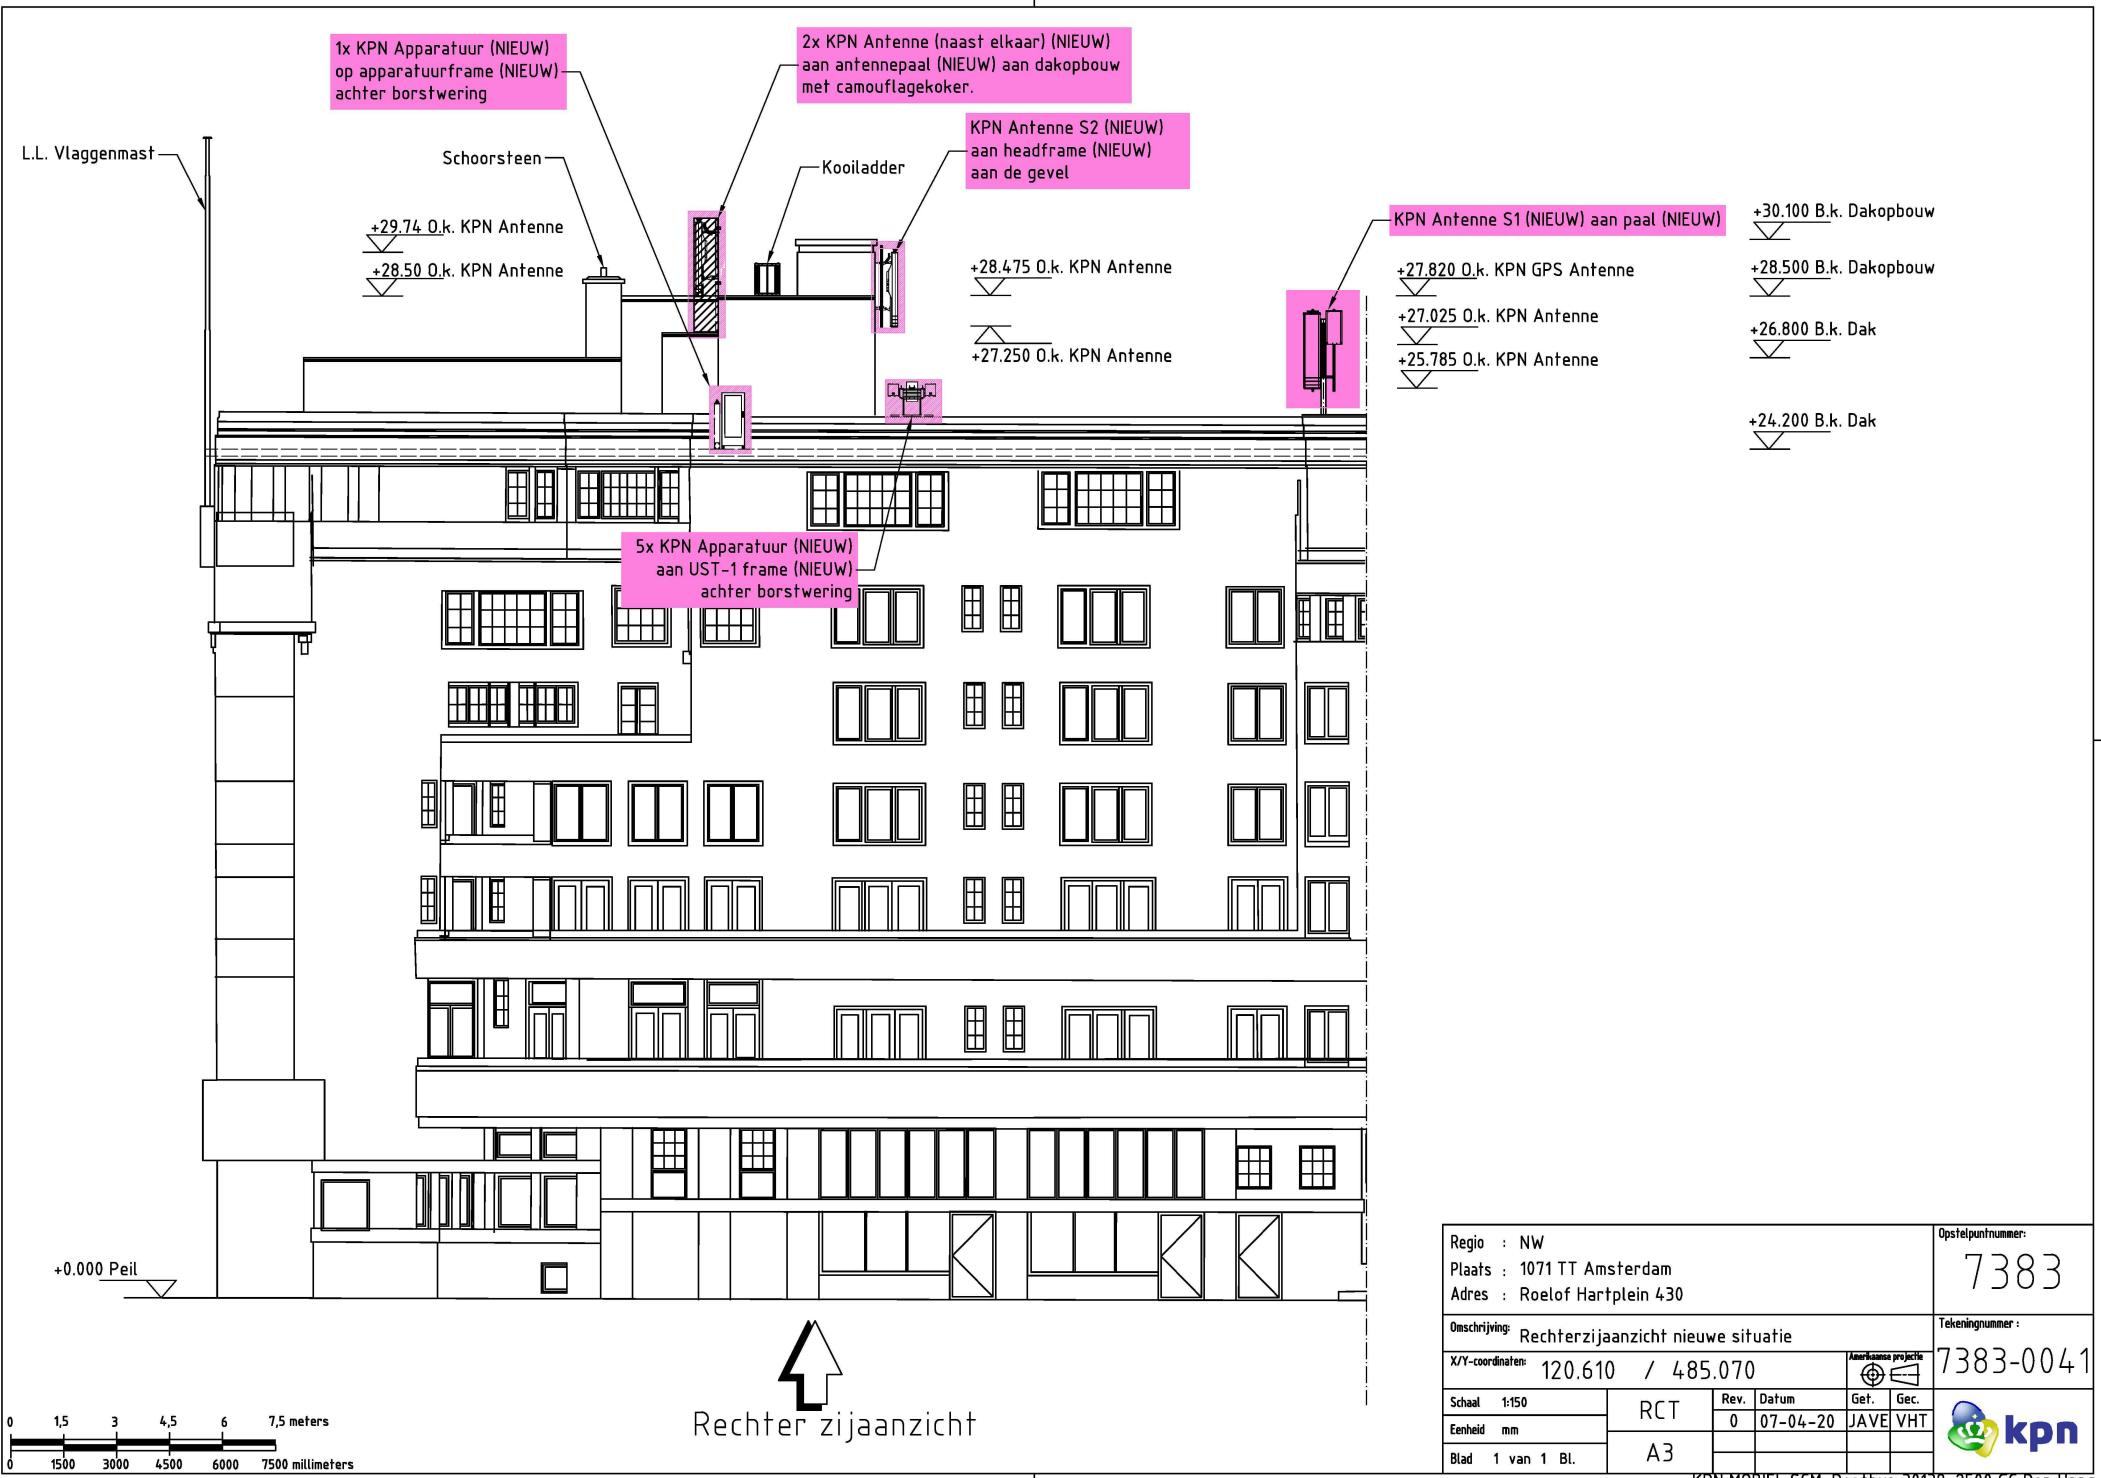 1x KPN Apparatuur (NIEUW)
op apparatuurframe (NIEUW)
achter borstwering
2x KPN Antenne (naast elkaar) (NIEUW)
aan antennepaal (NIEUW) aan dakopbouw
met camouflagekoker.
KPN Antenne S2 (NIEUW)
aan headframe (NIEUW)
aan de gevel
L.L. Vlaggenmast
Schoorsteen
Kooiladder
KPN Antenne S1 (NIEUW) aan paal (NIEUW)
+29.74 O.k. KPN Antenne
+28.50 O.k. KPN Antenne
+28.475 O.k. KPN Antenne
+27.250 O.k. KPN Antenne
+27.820 O.k. KPN GPS Antenne
+27.025 O.k. KPN Antenne
+25.785 O.k. KPN Antenne
+30.100 B.k. Dakopbouw
+28.500 B.k. Dakopbouw
+26.800 B.k. Dak
+24.200 B.k. Dak
5x KPN Apparatuur (NIEUW)
aan UST-1 frame (NIEUW)
achter borstwering
+0.000 Peil
Rechter zijaanzicht
0 1,5 3 4,5 6 7,5 meters
0 1500 3000 4500 6000 7500 millimeters
Regio : NW
Plaats : 1071 TT Amsterdam
Adres : Roelof Hartplein 430
Opstelpuntnummer:
7383
Omschrijving: Rechterzijaanzicht nieuwe situatie
Tekeningnummer :
7383-0041
X/Y-coordinaten: 120.610 / 485.070
Amerikaanse projectie
Schaal 1:150
Eenheid mm
Blad 1 van 1 Bl.
RCT
A3
Rev. Datum Get. Gec.
0 07-04-20 JAVE VHT
kpn